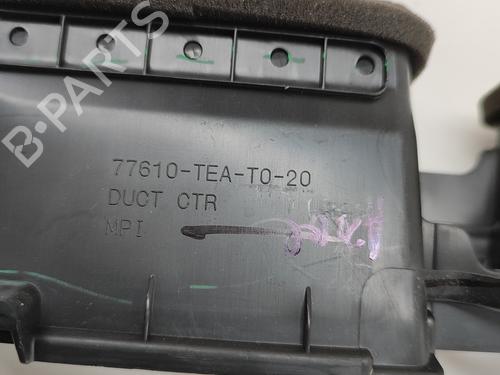 B-PARTS
77610-TEA-T0-20
DUCT CTR
MPI